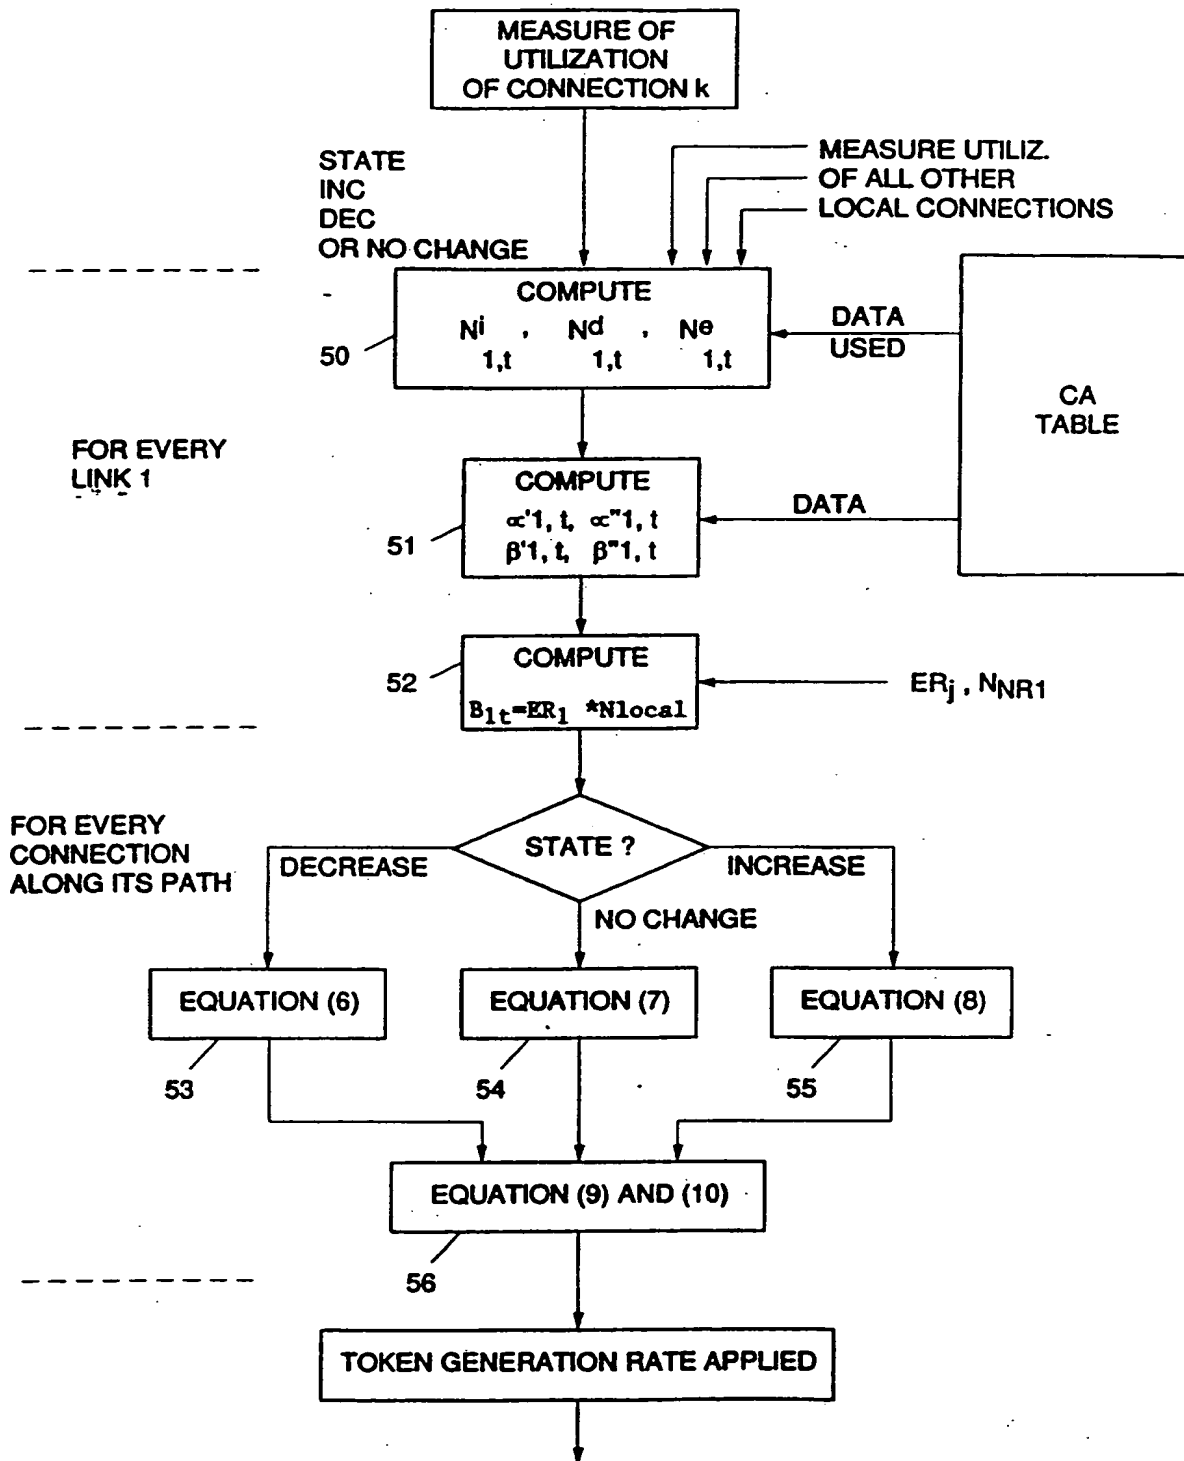 MEASURE OF
UTILIZATION
OF CONNECTION k
STATE
INC
DEC
OR NO CHANGE
MEASURE UTILIZ.
OF ALL OTHER
LOCAL CONNECTIONS
COMPUTE
Ni , Nd , Ne
1,t 1,t 1,t
50
DATA
USED
CA
TABLE
FOR EVERY
LINK 1
COMPUTE
∝'1, t, ∝"1, t
β'1, t, β"1, t
51
DATA
COMPUTE
B1t=ER1 *Nlocal
52
ERj , NNR1
FOR EVERY
CONNECTION
ALONG ITS PATH
STATE ?
DECREASE
INCREASE
NO CHANGE
EQUATION (6)
EQUATION (7)
EQUATION (8)
53
54
55
EQUATION (9) AND (10)
56
TOKEN GENERATION RATE APPLIED